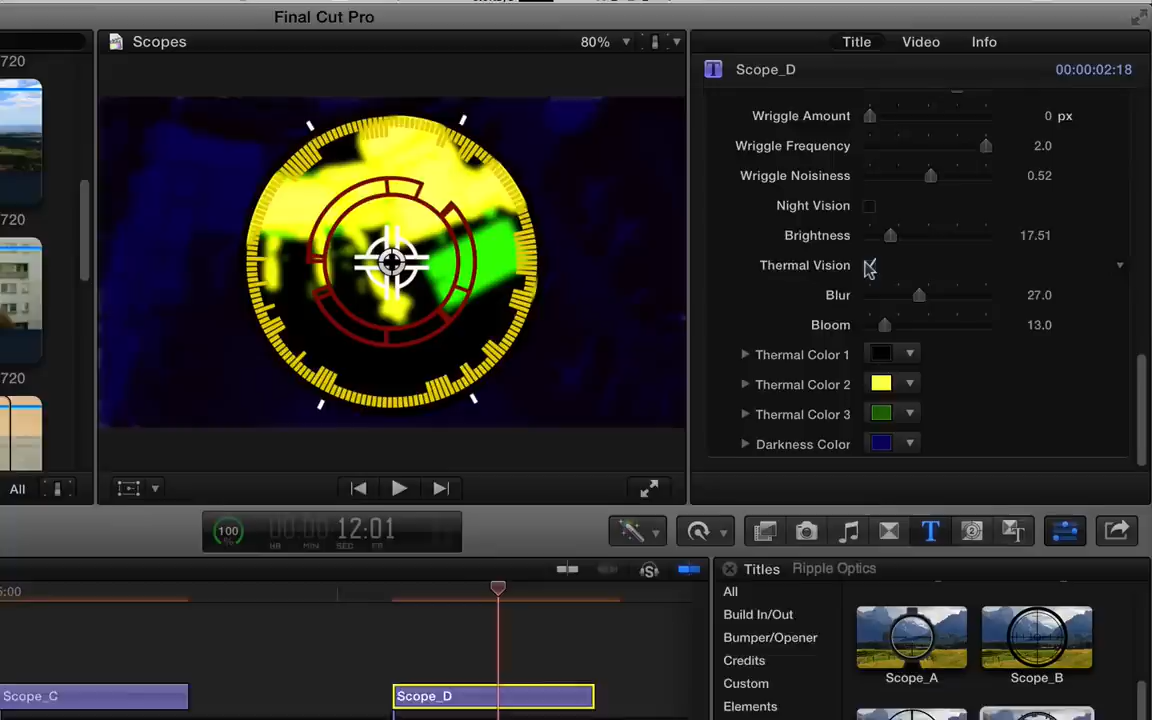 Final Cut Pro
Scopes
80%
Title
Video
Info
720
Scope_D
00:00:02:18
Wriggle Amount
0 px
Wriggle Frequency
2.0
Wriggle Noisiness
0.52
720
Night Vision
Brightness
17.51
Thermal Vision
Blur
27.0
Bloom
13.0
Thermal Color 1
720
Thermal Color 2
Thermal Color 3
Darkness Color
All
100
%
12:01
HR MIN SEC FR
Titles
Ripple Optics
5:00
All
Build In/Out
Bumper/Opener
Credits
Custom
Elements
Scope_A
Scope_B
Scope_C
Scope_D